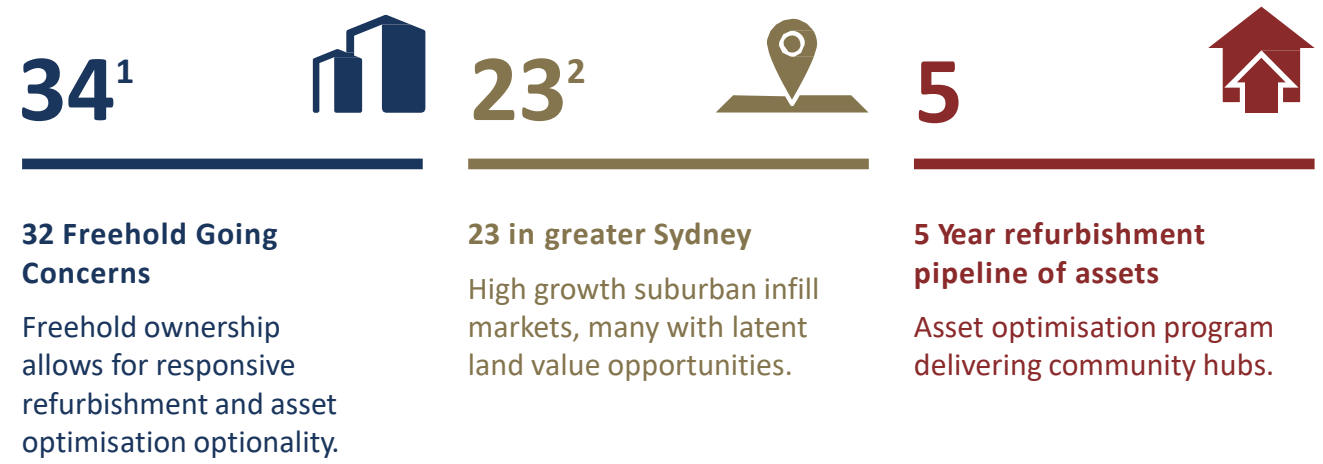 34¹
32 Freehold Going
Concerns
Freehold ownership
allows for responsive
refurbishment and asset
optimisation optionality.
23²
23 in greater Sydney
High growth suburban infill
markets, many with latent
land value opportunities.
5
5 Year refurbishment
pipeline of assets
Asset optimisation program
delivering community hubs.